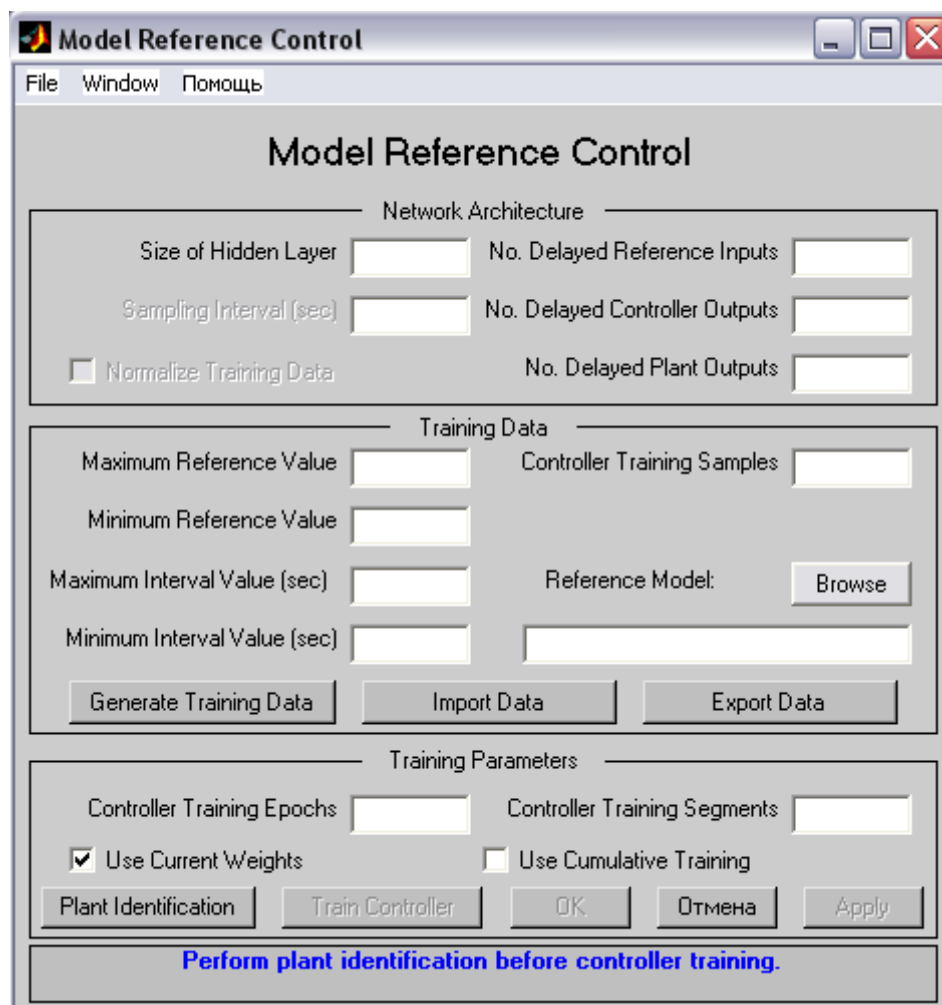 Model Reference Control
File Window Помощь
Model Reference Control
Network Architecture
Size of Hidden Layer No. Delayed Reference Inputs
Sampling Interval (sec) No. Delayed Controller Outputs
Normalize Training Data No. Delayed Plant Outputs
Training Data
Maximum Reference Value Controller Training Samples
Minimum Reference Value
Maximum Interval Value (sec) Reference Model: Browse
Minimum Interval Value (sec)
Generate Training Data Import Data Export Data
Training Parameters
Controller Training Epochs Controller Training Segments
Use Current Weights Use Cumulative Training
Plant Identification Train Controller OK Отмена Apply
Perform plant identification before controller training.